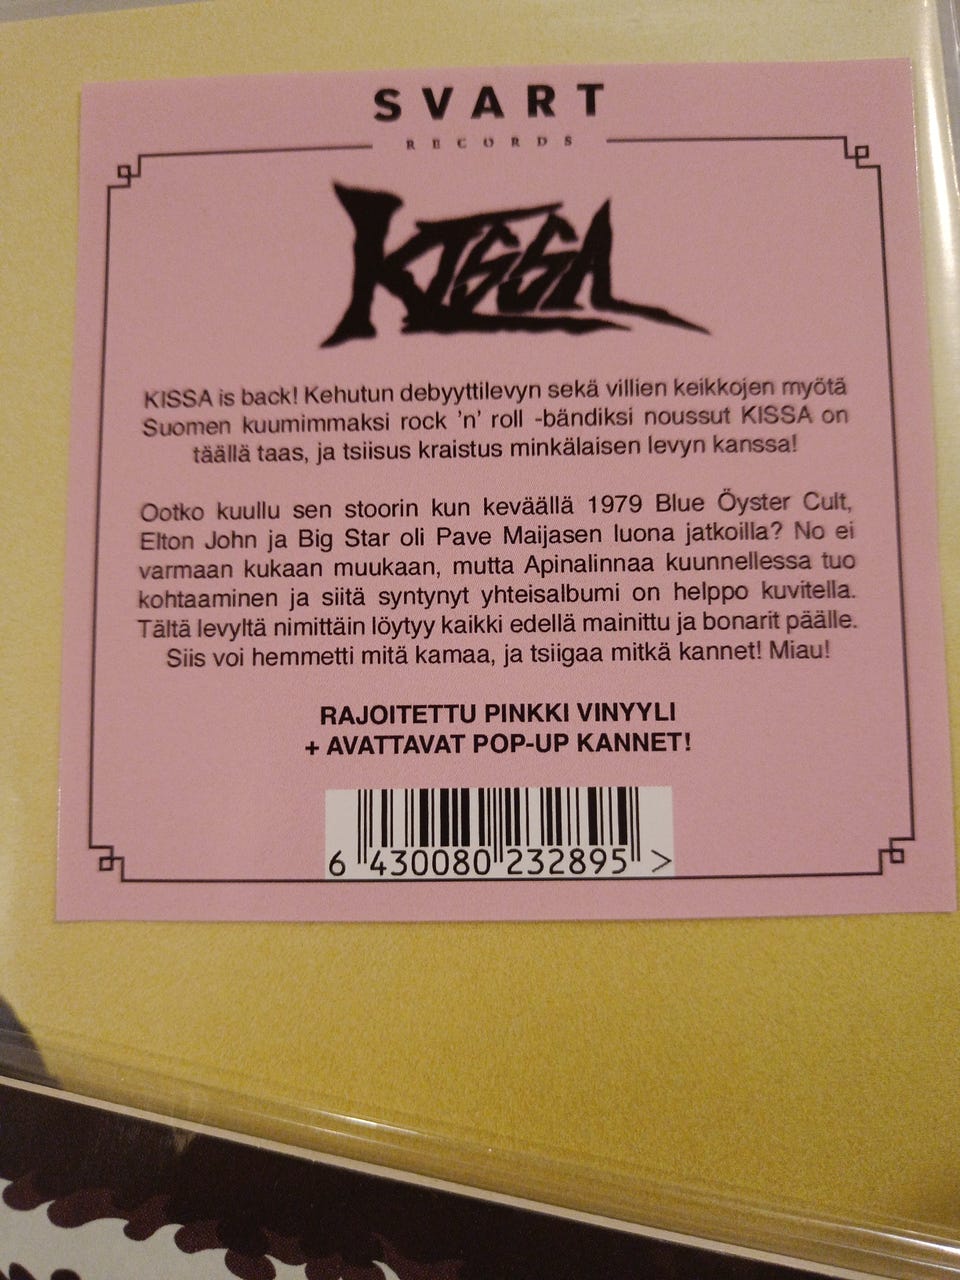 SVART
RECORDS
KISSA
KISSA is back! Kehutun debyyttilevyn sekä villien keikkojen myötä
Suomen kuumimmaksi rock 'n' roll -bändiksi noussut KISSA on
täällä taas, ja tsiisus kraistus minkälaisen levyn kanssa!
Ootko kuullu sen stoorin kun keväällä 1979 Blue Öyster Cult,
Elton John ja Big Star oli Pave Maijasen luona jatkoilla? No ei
varmaan kukaan muukaan, mutta Apinalinnaa kuunnellessa tuo
kohtaaminen ja siitä syntynyt yhteisalbumi on helppo kuvitella.
Tältä levyltä nimittäin löytyy kaikki edellä mainittu ja bonarit päälle.
Siis voi hemmetti mitä kamaa, ja tsiigaa mitkä kannet! Miau!
RAJOITETTU PINKKI VINYYLI
+ AVATTAVAT POP-UP KANNET!
6 430080 232895 >